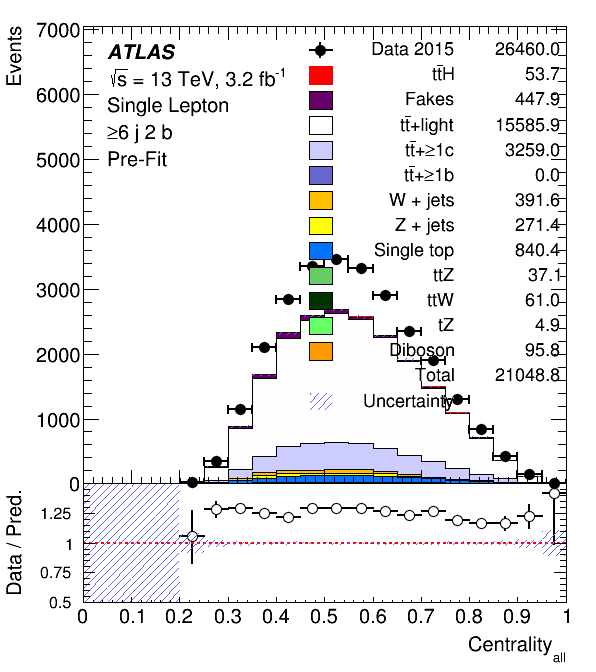 7000
6000
5000
4000
3000
2000
1000
0
Events
ATLAS
√s = 13 TeV, 3.2 fb⁻¹
Single Lepton
≥6 j 2 b
Pre-Fit
Data 2015 26460.0
tt̄H 53.7
Fakes 447.9
tt̄+light 15585.9
tt̄+≥1c 3259.0
tt̄+≥1b 0.0
W + jets 391.6
Z + jets 271.4
Single top 840.4
ttZ 37.1
ttW 61.0
tZ 4.9
Diboson 95.8
Total 21048.8
Uncertainty
1.25
1
0.75
0.5
Data / Pred.
0 0.1 0.2 0.3 0.4 0.5 0.6 0.7 0.8 0.9 1
Centrality_all